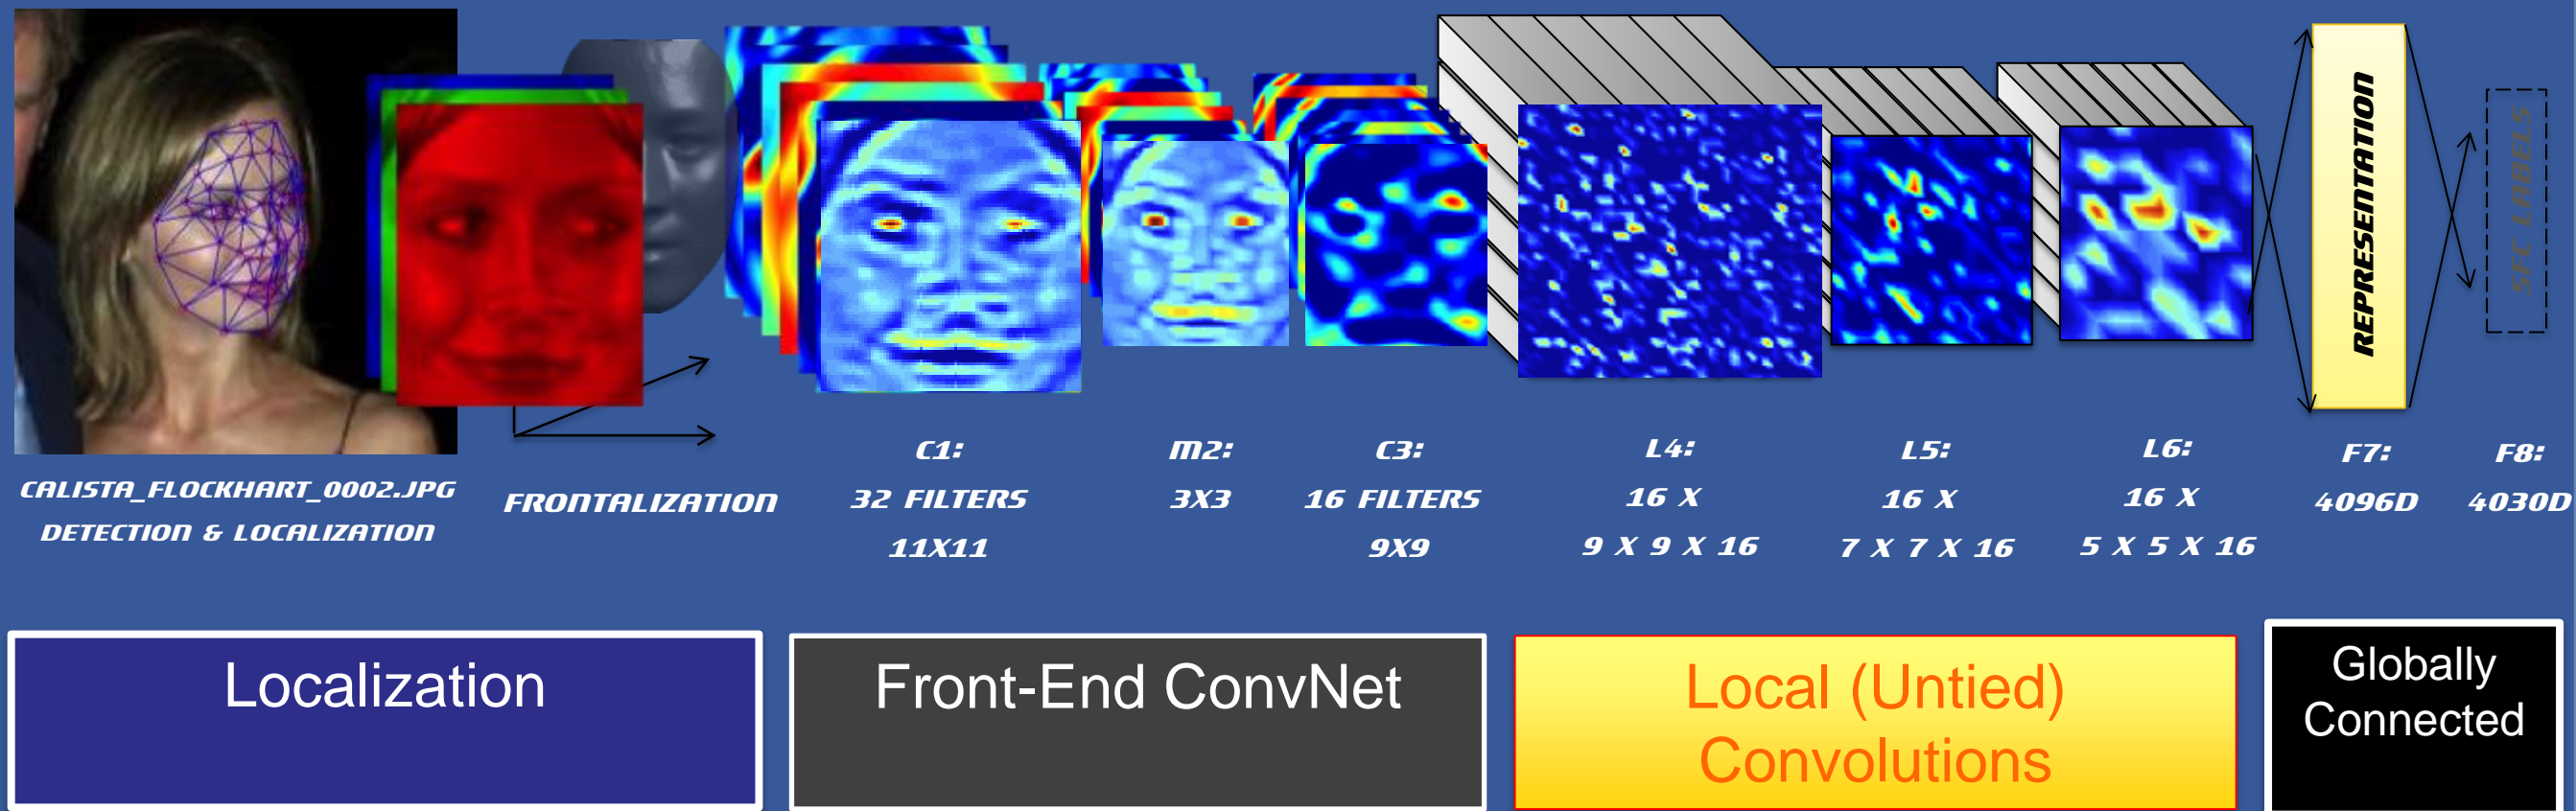 REPRESENTATION
SFC LABELS
CALISTA_FLOCKHART_0002.JPG
DETECTION & LOCALIZATION
FRONTALIZATION
C1:
32 FILTERS
11X11
M2:
3X3
C3:
16 FILTERS
9X9
L4:
16 X
9 X 9 X 16
L5:
16 X
7 X 7 X 16
L6:
16 X
5 X 5 X 16
F7:
4096D
F8:
4030D
Localization
Front-End ConvNet
Local (Untied)
Convolutions
Globally
Connected